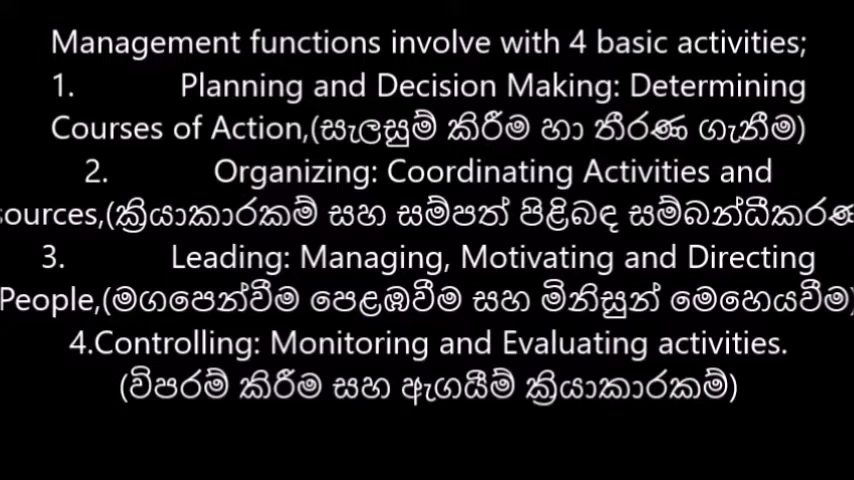 Management functions involve with 4 basic activities;
1. Planning and Decision Making: Determining
Courses of Action,(සැලසුම් කිරීම හා තීරණ ගැනීම)
2. Organizing: Coordinating Activities and
sources,(ක්‍රියාකාරකම් සහ සම්පත් පිළිබඳ සම්බන්ධීකරණ
3. Leading: Managing, Motivating and Directing
People,(මගපෙන්වීම පෙළඹවීම සහ මිනිසුන් මෙහෙයවීම)
4.Controlling: Monitoring and Evaluating activities.
(විපරම් කිරීම සහ ඇගයීම් ක්‍රියාකාරකම්)